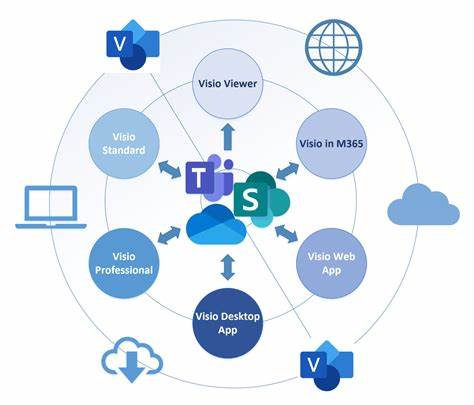 V
Visio Viewer
Visio
Standard
Visio in M365
T
S
Visio
Professional
Visio Web
App
Visio Desktop
App
V